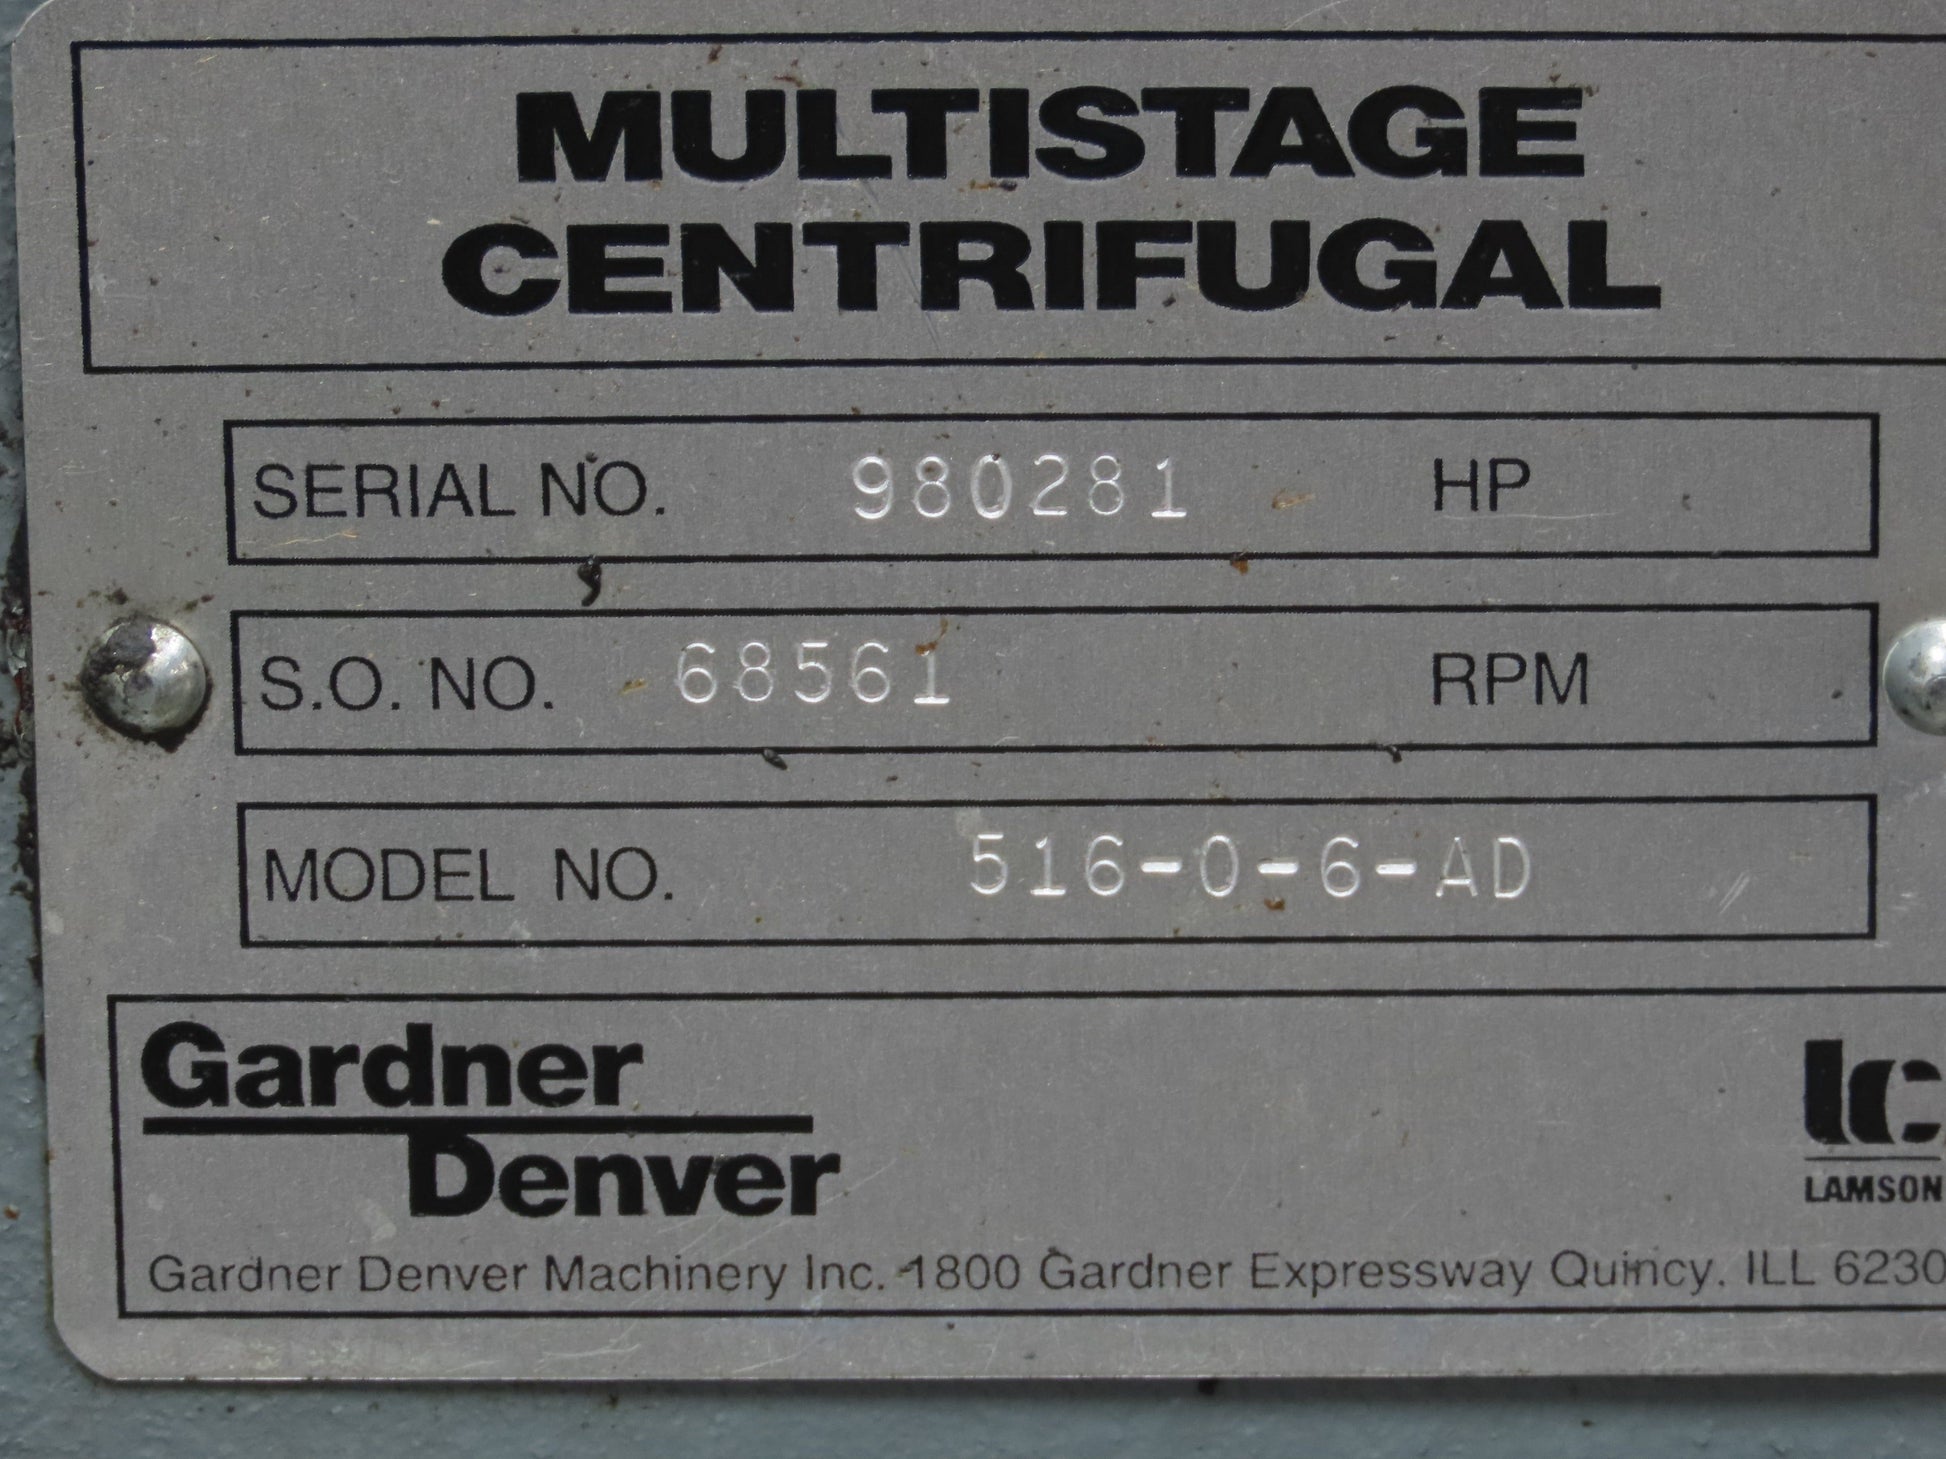 MULTISTAGE
CENTRIFUGAL
SERIAL NO. 980281 HP
S.O. NO. 68561 RPM
MODEL NO. 516-0-6-AD
Gardner
Denver
LAMSON
Gardner Denver Machinery Inc. 1800 Gardner Expressway Quincy, ILL 6230